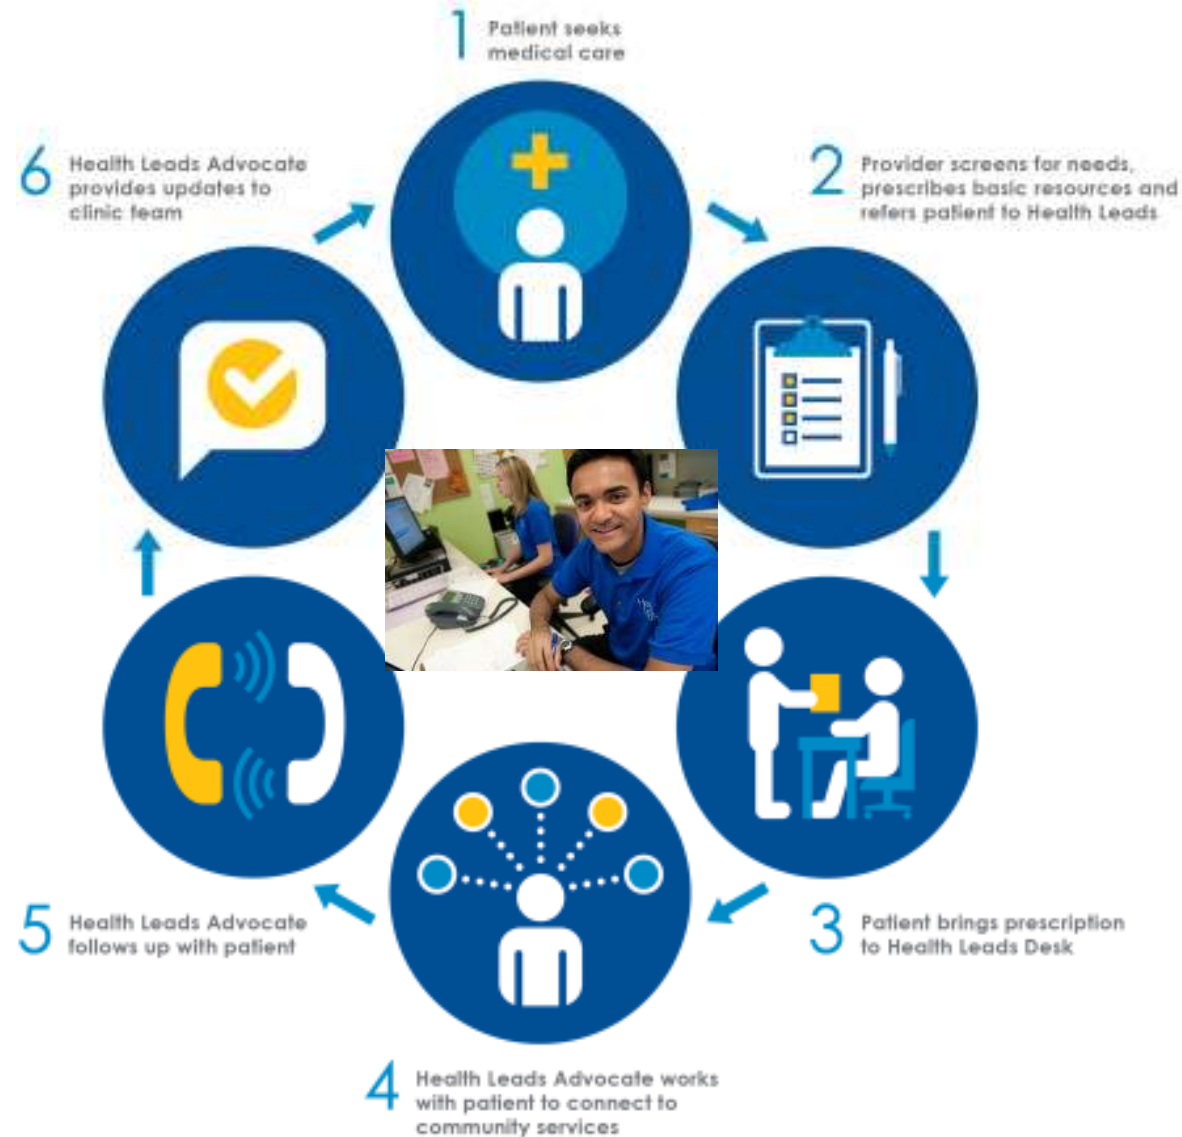 1
Patient seeks
medical care
2
Provider screens for needs,
prescribes basic resources and
refers patient to Health Leads
3
Patient brings prescription
to Health Leads Desk
4
Health Leads Advocate works
with patient to connect to
community services
5
Health Leads Advocate
follows up with patient
6
Health Leads Advocate
provides updates to
clinic team